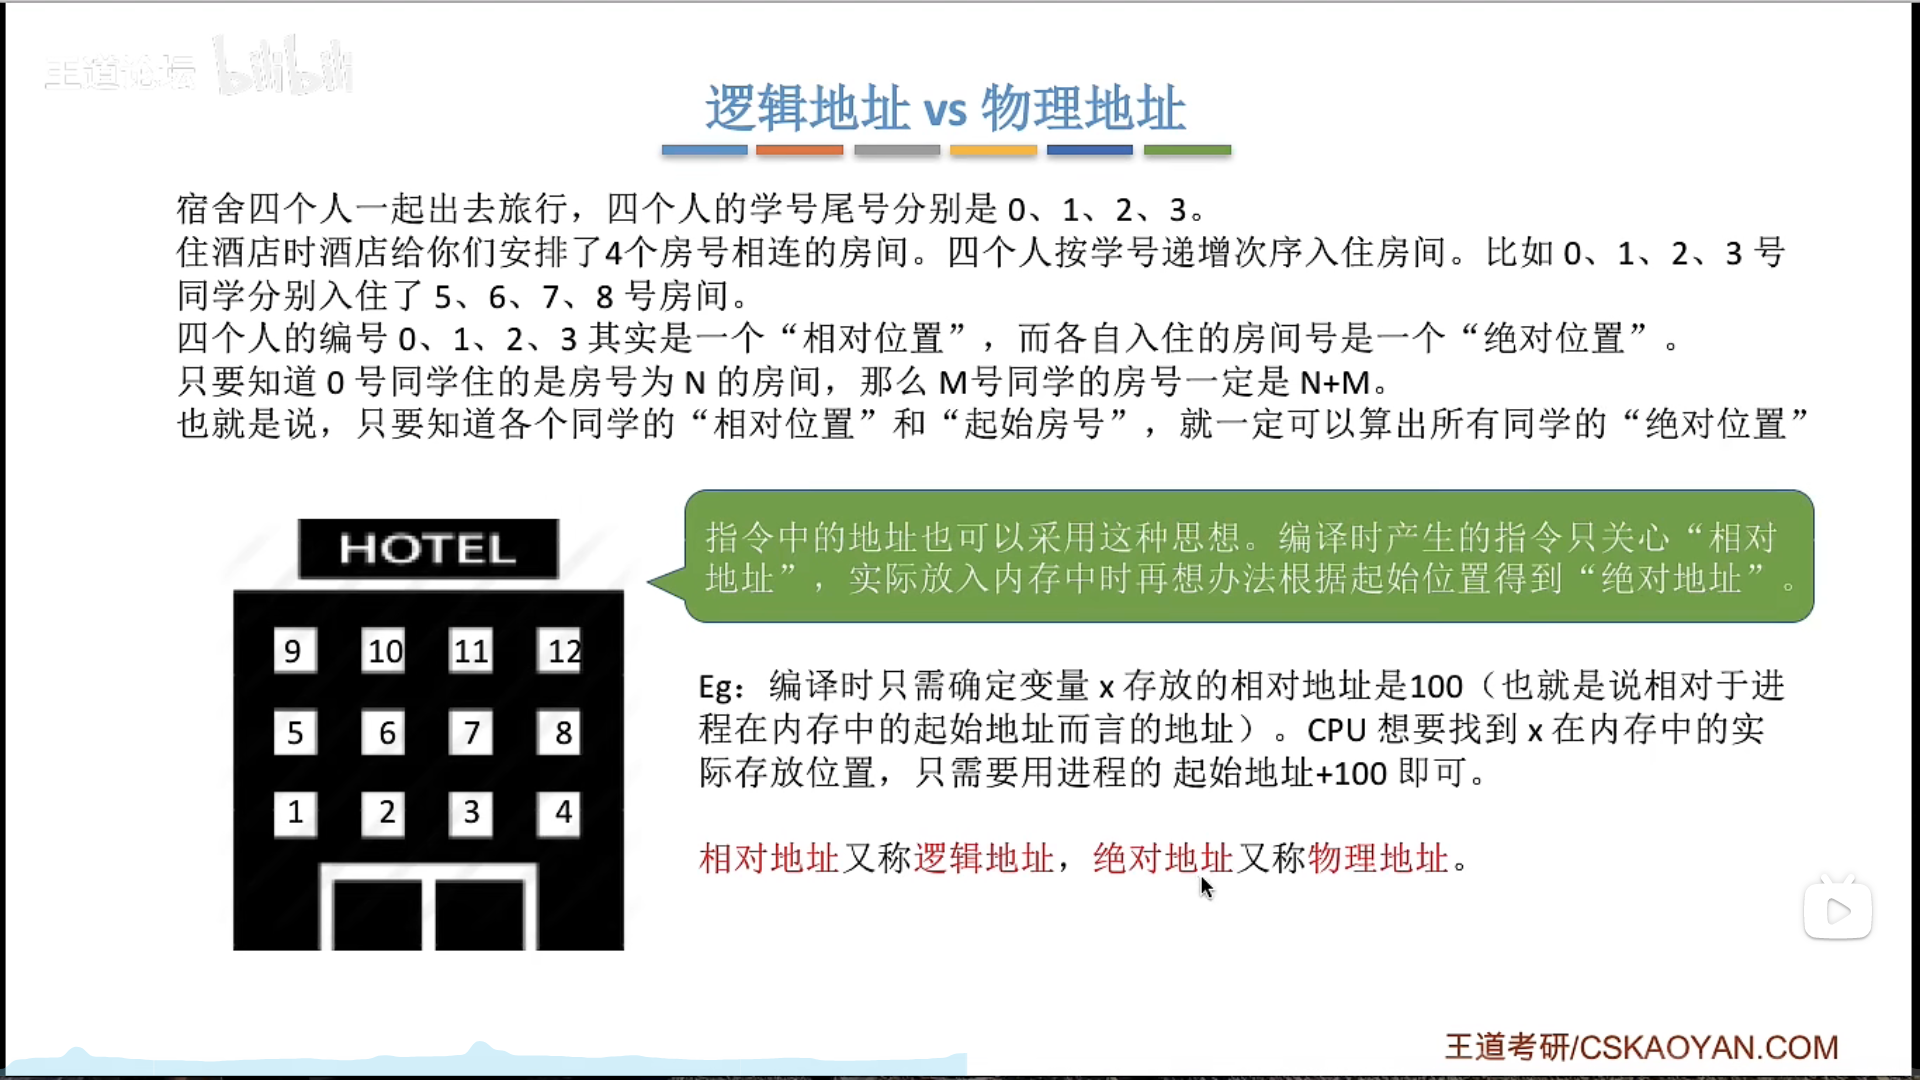 王道论坛 bilibili
逻辑地址 vs 物理地址
宿舍四个人一起出去旅行，四个人的学号尾号分别是 0、1、2、3。
住酒店时酒店给你们安排了4个房号相连的房间。四个人按学号递增次序入住房间。比如 0、1、2、3 号
同学分别入住了 5、6、7、8 号房间。
四个人的编号 0、1、2、3 其实是一个“相对位置”，而各自入住的房间号是一个“绝对位置”。
只要知道 0 号同学住的是房号为 N 的房间，那么 M号同学的房号一定是 N+M。
也就是说，只要知道各个同学的“相对位置”和“起始房号”，就一定可以算出所有同学的“绝对位置”
指令中的地址也可以采用这种思想。编译时产生的指令只关心“相对
地址”，实际放入内存中时再想办法根据起始位置得到“绝对地址”。
HOTEL
9 10 11 12
5 6 7 8
1 2 3 4
Eg：编译时只需确定变量 x 存放的相对地址是100（也就是说相对于进
程在内存中的起始地址而言的地址）。CPU 想要找到 x 在内存中的实
际存放位置，只需要用进程的 起始地址+100 即可。
相对地址又称逻辑地址，绝对地址又称物理地址。
王道考研/CSKAOYAN.COM